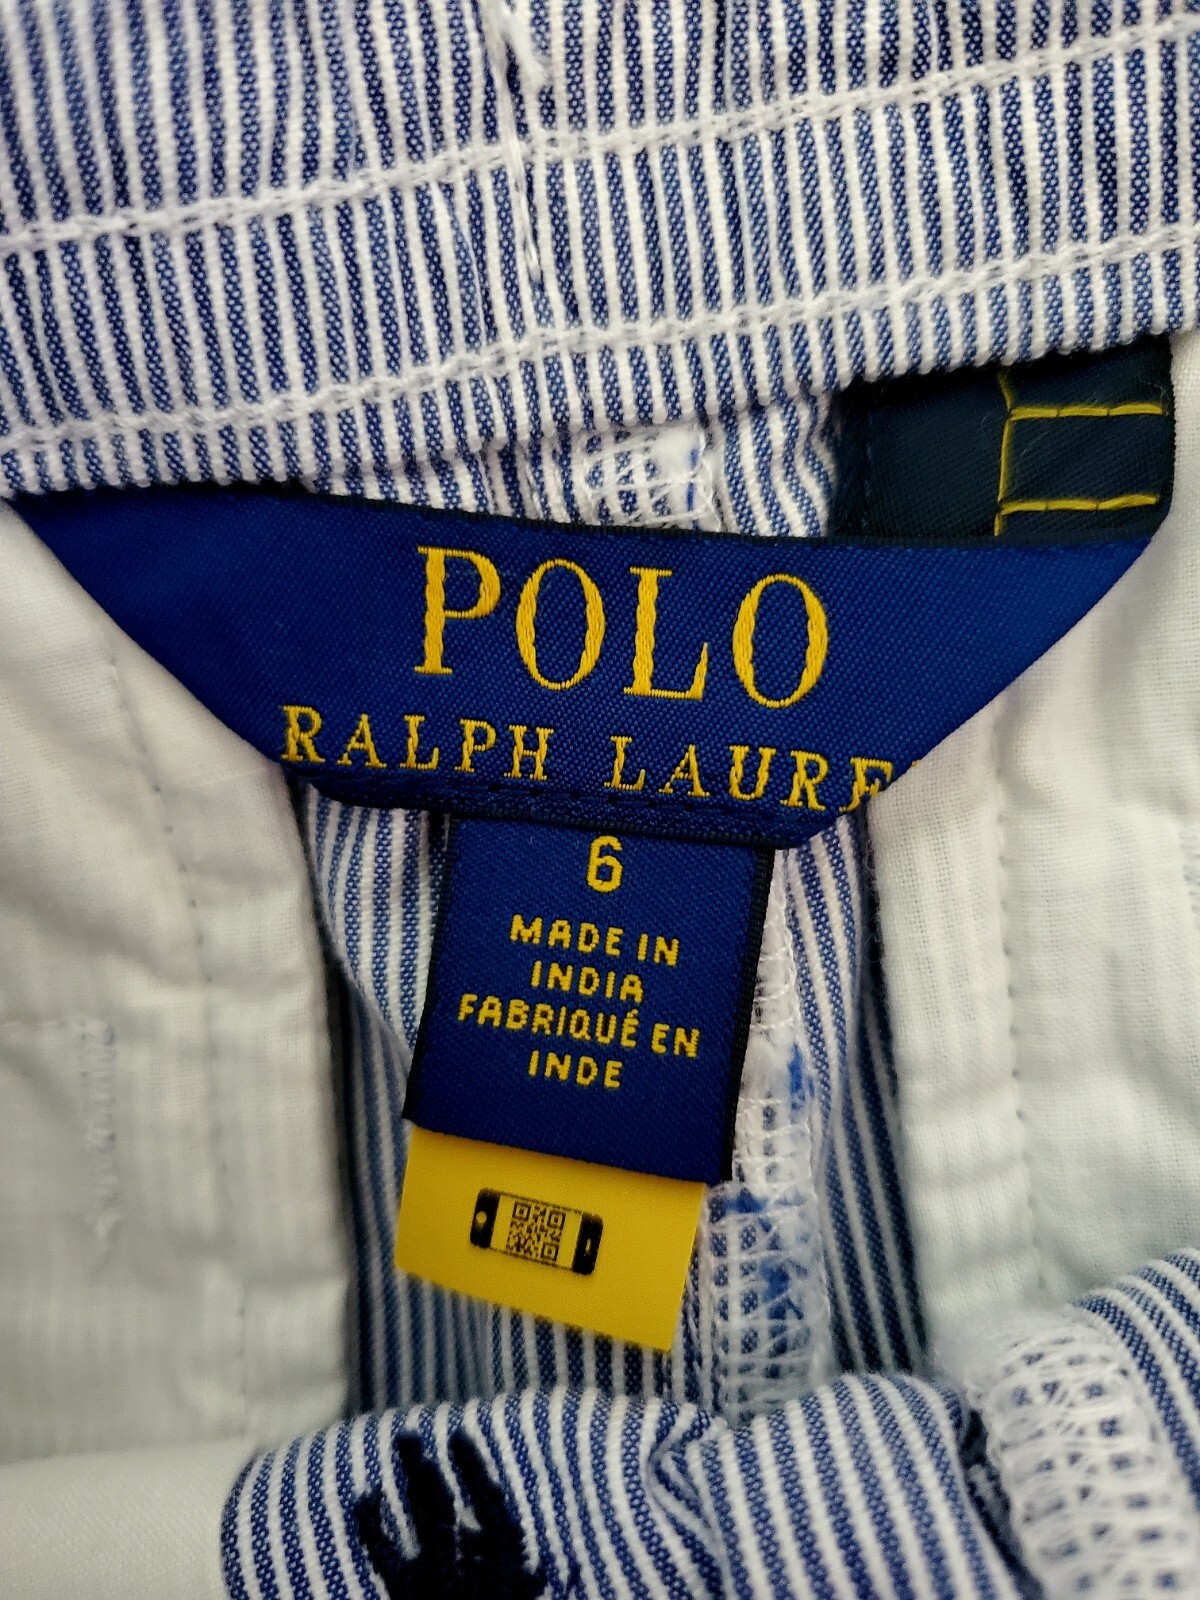 POLO
RALPH LAURE
6
MADE IN
INDIA
FABRIQUÉ EN
INDE